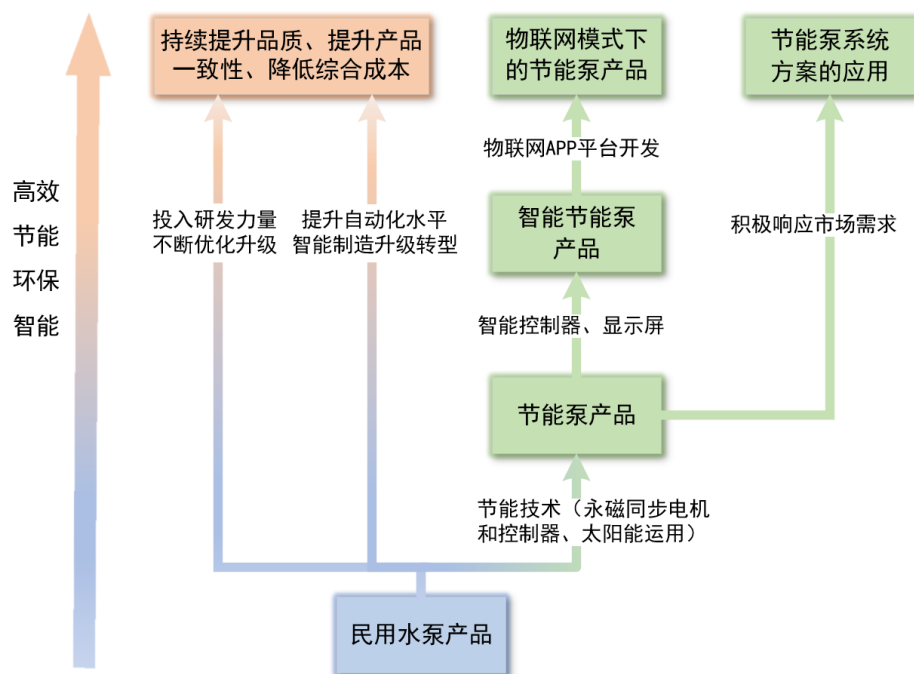 持续提升品质、提升产品
一致性、降低综合成本
物联网模式下
的节能泵产品
节能泵系统
方案的应用
物联网APP平台开发
高效
节能
环保
智能
投入研发力量
不断优化升级
提升自动化水平
智能制造升级转型
智能节能泵
产品
积极响应市场需求
智能控制器、显示屏
节能泵产品
节能技术（永磁同步电机
和控制器、太阳能运用）
民用水泵产品